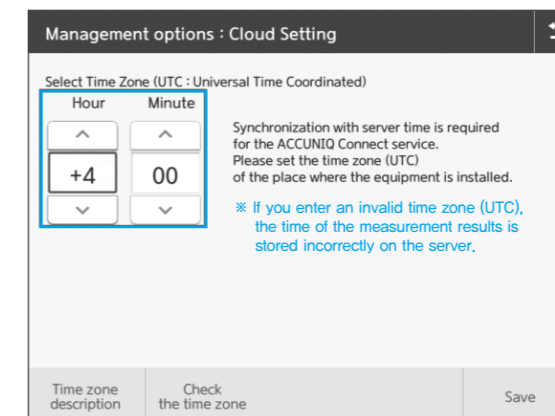 Management options : Cloud Setting
Select Time Zone (UTC : Universal Time Coordinated)
Hour Minute
+4 00
Synchronization with server time is required
for the ACCUNIQ Connect service.
Please set the time zone (UTC)
of the place where the equipment is installed.
※ If you enter an invalid time zone (UTC),
the time of the measurement results is
stored incorrectly on the server.
Time zone
description
Check
the time zone
Save